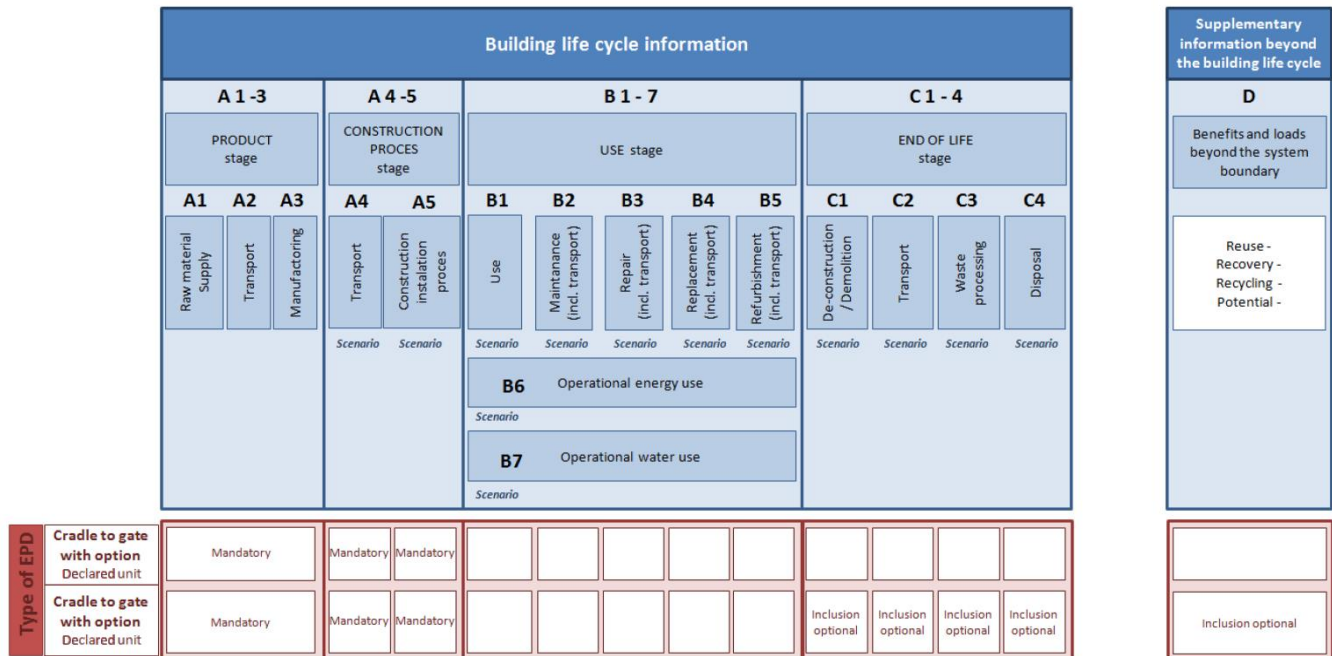 Building life cycle information
Supplementary
information beyond
the building life cycle
A 1 -3
A 4 -5
B 1 - 7
C 1 - 4
D
PRODUCT
stage
CONSTRUCTION
PROCES
stage
USE stage
END OF LIFE
stage
Benefits and loads
beyond the system
boundary
A1
A2
A3
A4
A5
B1
B2
B3
B4
B5
C1
C2
C3
C4
Raw material
Supply
Transport
Manufactoring
Transport
Construction
instalation
proces
Use
Maintanance
(incl. transport)
Repair
(incl. transport)
Replacement
(incl. transport)
Refurbishment
(incl. transport)
De-construction
/ Demolition
Transport
Waste
processing
Disposal
Reuse -
Recovery -
Recycling -
Potential -
Scenario
Scenario
Scenario
Scenario
Scenario
Scenario
Scenario
Scenario
Scenario
Scenario
Scenario
B6 Operational energy use
Scenario
B7 Operational water use
Scenario
Type of EPD
Cradle to gate
with option
Declared unit
Mandatory
Mandatory
Mandatory
Cradle to gate
with option
Declared unit
Mandatory
Mandatory
Mandatory
Inclusion
optional
Inclusion
optional
Inclusion
optional
Inclusion
optional
Inclusion optional